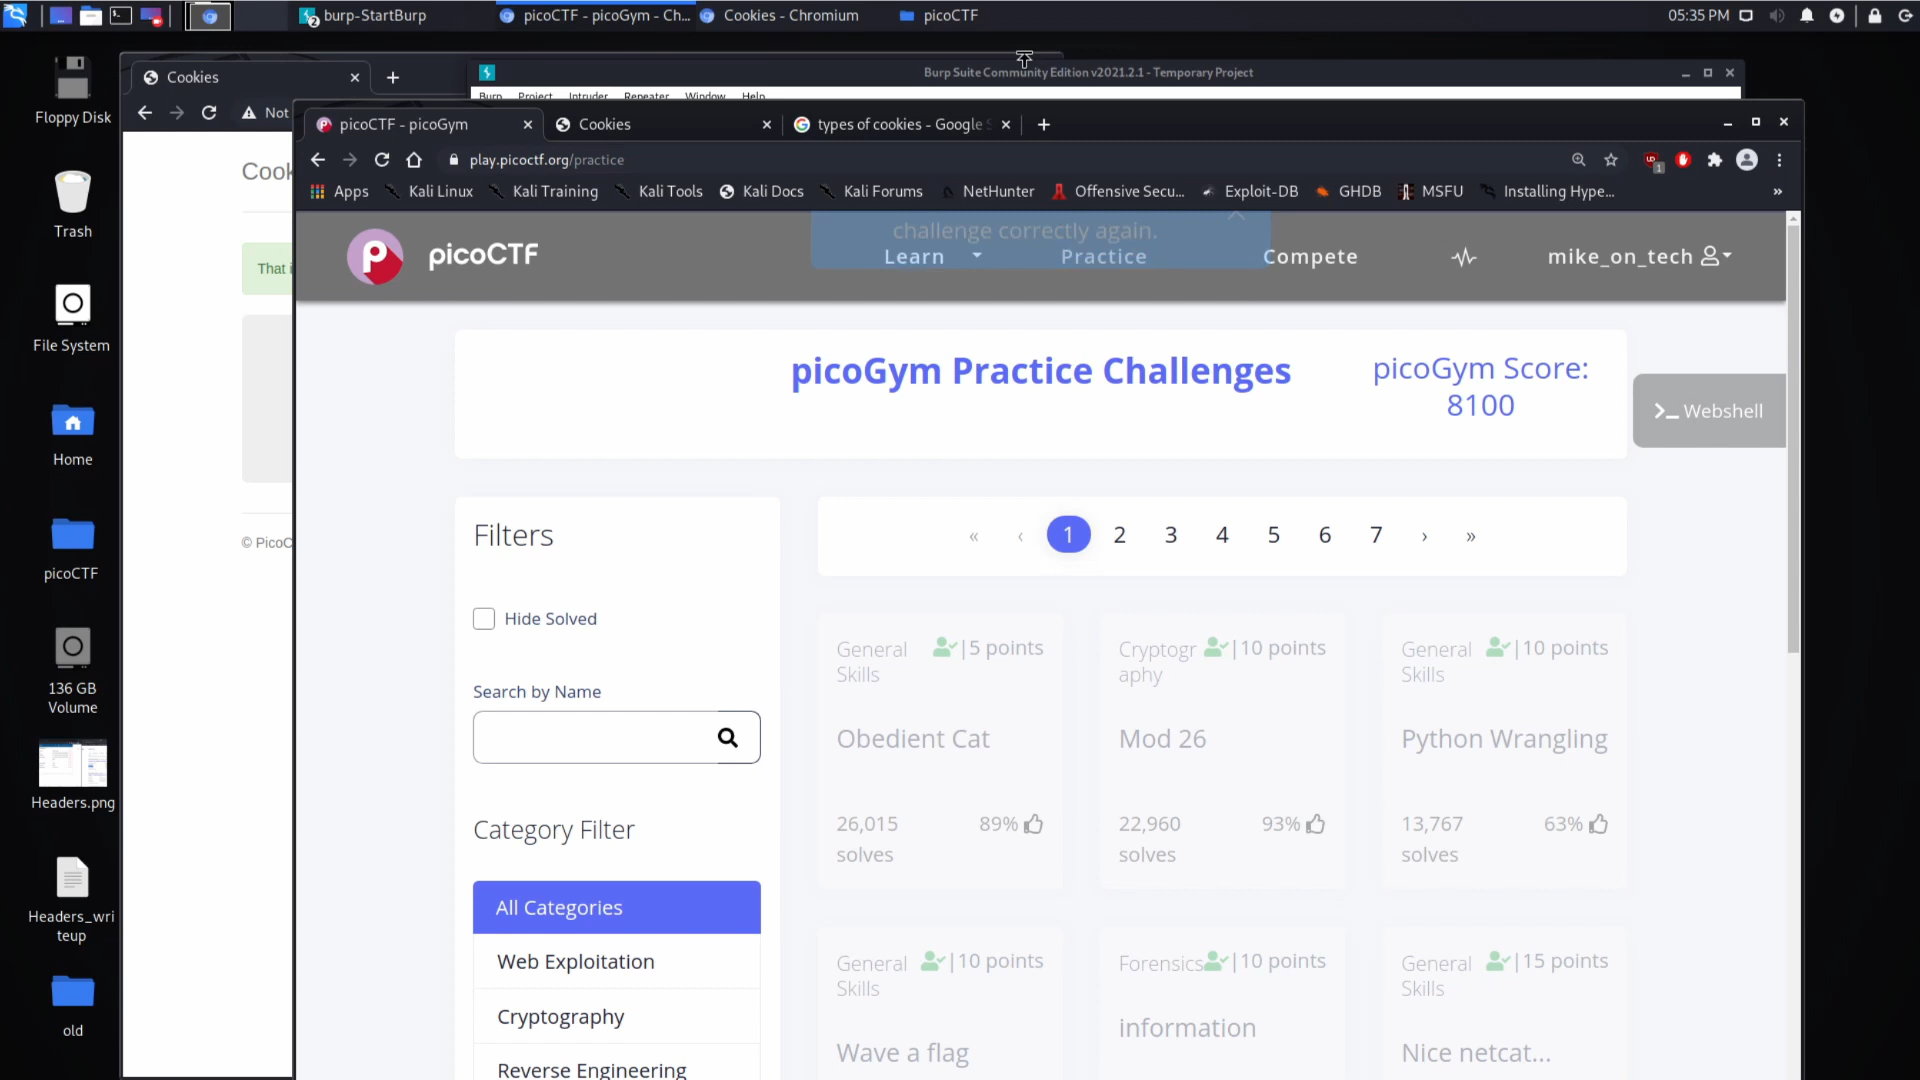 burp-StartBurp
2
picoCTF - picoGym - Ch...
Cookies - Chromium
picoCTF
05:35 PM
Floppy Disk
Trash
File System
Home
picoCTF
136 GB
Volume
Headers.png
Headers_wri
teup
old
Cookies
Not
Cook
That i
© PicoC
Burp Suite Community Edition v2021.2.1 - Temporary Project
Burp Project Intruder Repeater Window Help
picoCTF - picoGym
Cookies
types of cookies - Google S
play.picoctf.org/practice
1
Apps
Kali Linux
Kali Training
Kali Tools
Kali Docs
Kali Forums
NetHunter
Offensive Secu...
Exploit-DB
GHDB
MSFU
Installing Hype...
»
picoCTF
challenge correctly again.
Learn
Practice
Compete
mike_on_tech
picoGym Practice Challenges
picoGym Score:
8100
>_ Webshell
Filters
Hide Solved
Search by Name
Category Filter
All Categories
Web Exploitation
Cryptography
Reverse Engineering
« ‹ 1 2 3 4 5 6 7 › »
General
Skills
|5 points
Obedient Cat
26,015
solves
89%
Cryptogr
aphy
|10 points
Mod 26
22,960
solves
93%
General
Skills
|10 points
Python Wrangling
13,767
solves
63%
General
Skills
|10 points
Wave a flag
Forensics
|10 points
information
General
Skills
|15 points
Nice netcat...